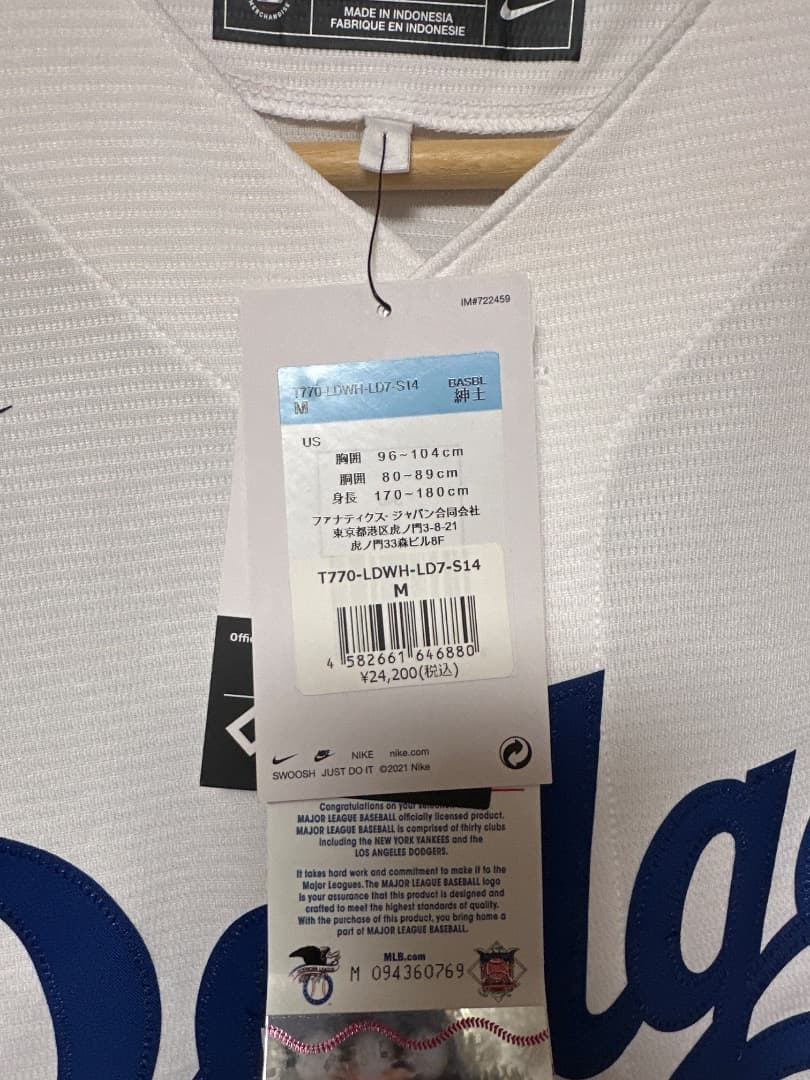 MERCHANDISE
MADE IN INDONESIA
FABRIQUE EN INDONESIE
IM#722459
T770-LDWH-LD7-S14
BASBL
M
紳士
US
胸囲 96~104cm
胴囲 80~89cm
身長 170~180cm
ファナティクス・ジャパン合同会社
東京都港区虎ノ門3-8-21
虎ノ門33森ビル8F
T770-LDWH-LD7-S14
M
4 582661 646880
¥24,200(税込)
Offi
NIKE nike.com
SWOOSH JUST DO IT ©2021 Nike
Congratulations on your
MAJOR LEAGUE BASEBALL officially licensed product.
MAJOR LEAGUE BASEBALL is comprised of thirty clubs
including the NEW YORK YANKEES and the
LOS ANGELES DODGERS.
It takes hard work and commitment to make it to the
Major Leagues. The MAJOR LEAGUE BASEBALL logo
is your assurance that this product is designed and
crafted to meet the highest standards of quality.
With the purchase of this product, you bring home a
part of MAJOR LEAGUE BASEBALL.
MLB.com
M 094360769